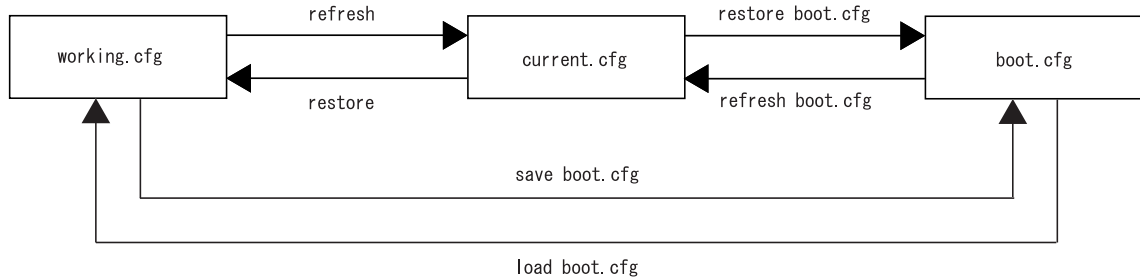 refresh
restore boot.cfg
working.cfg
current.cfg
boot.cfg
restore
refresh boot.cfg
save boot.cfg
load boot.cfg